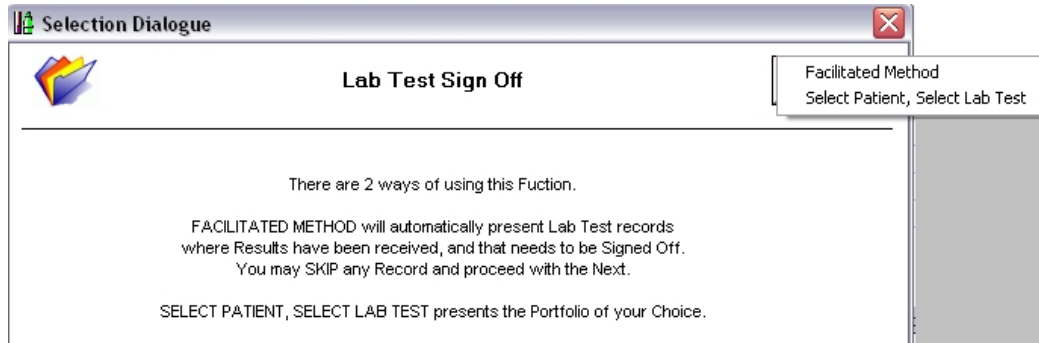 Selection Dialogue
Lab Test Sign Off
Facilitated Method
Select Patient, Select Lab Test
There are 2 ways of using this Fuction.
FACILITATED METHOD will automatically present Lab Test records
where Results have been received, and that needs to be Signed Off.
You may SKIP any Record and proceed with the Next.
SELECT PATIENT, SELECT LAB TEST presents the Portfolio of your Choice.